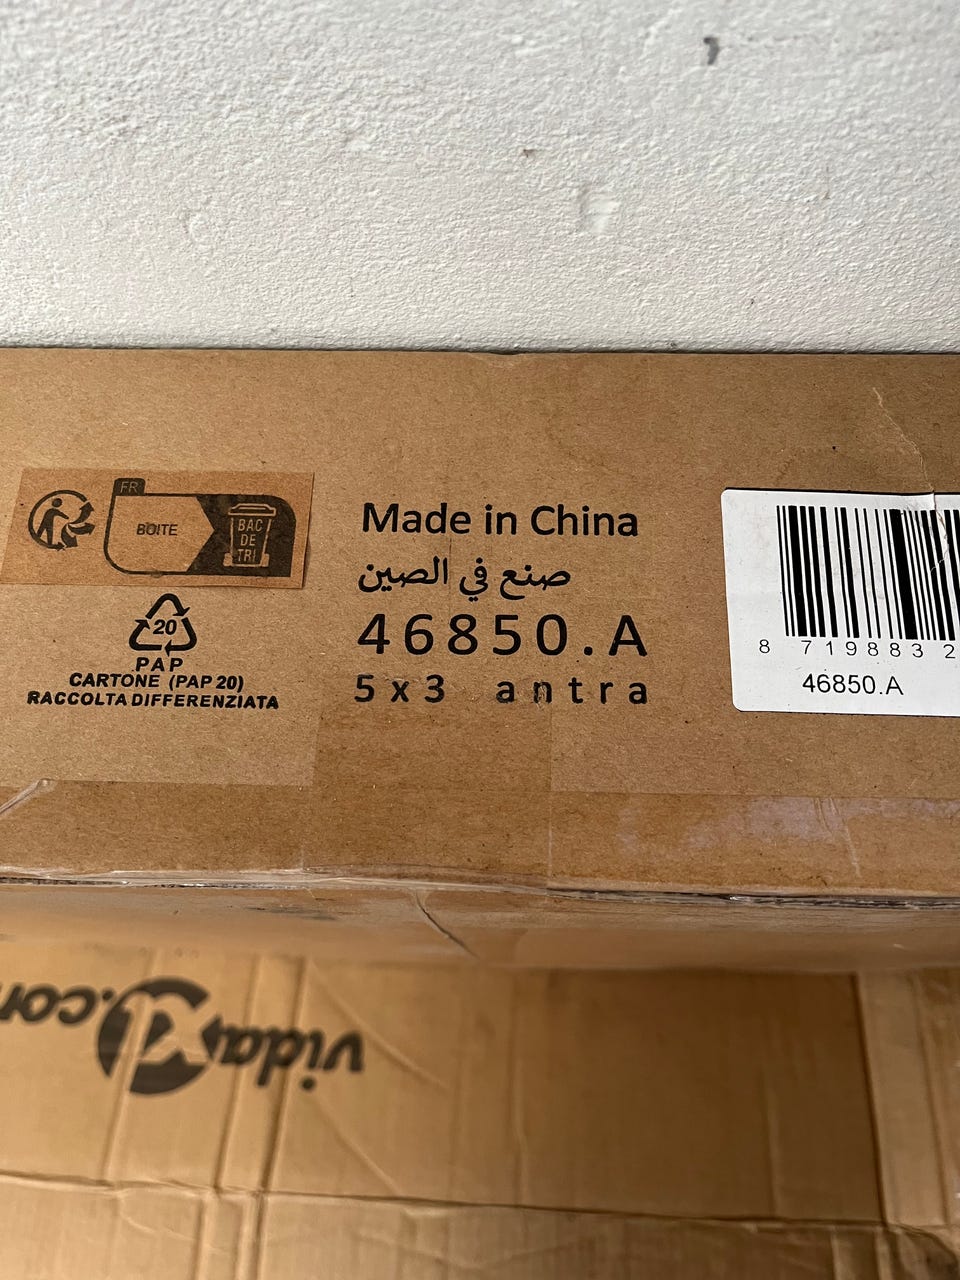 FR
BOITE
BAC
DE
TRI
Made in China
صنع في الصين
46850.A
5x3 antra
20
PAP
CARTONE (PAP 20)
RACCOLTA DIFFERENZIATA
8 719883 2
46850.A
vidaXL.com